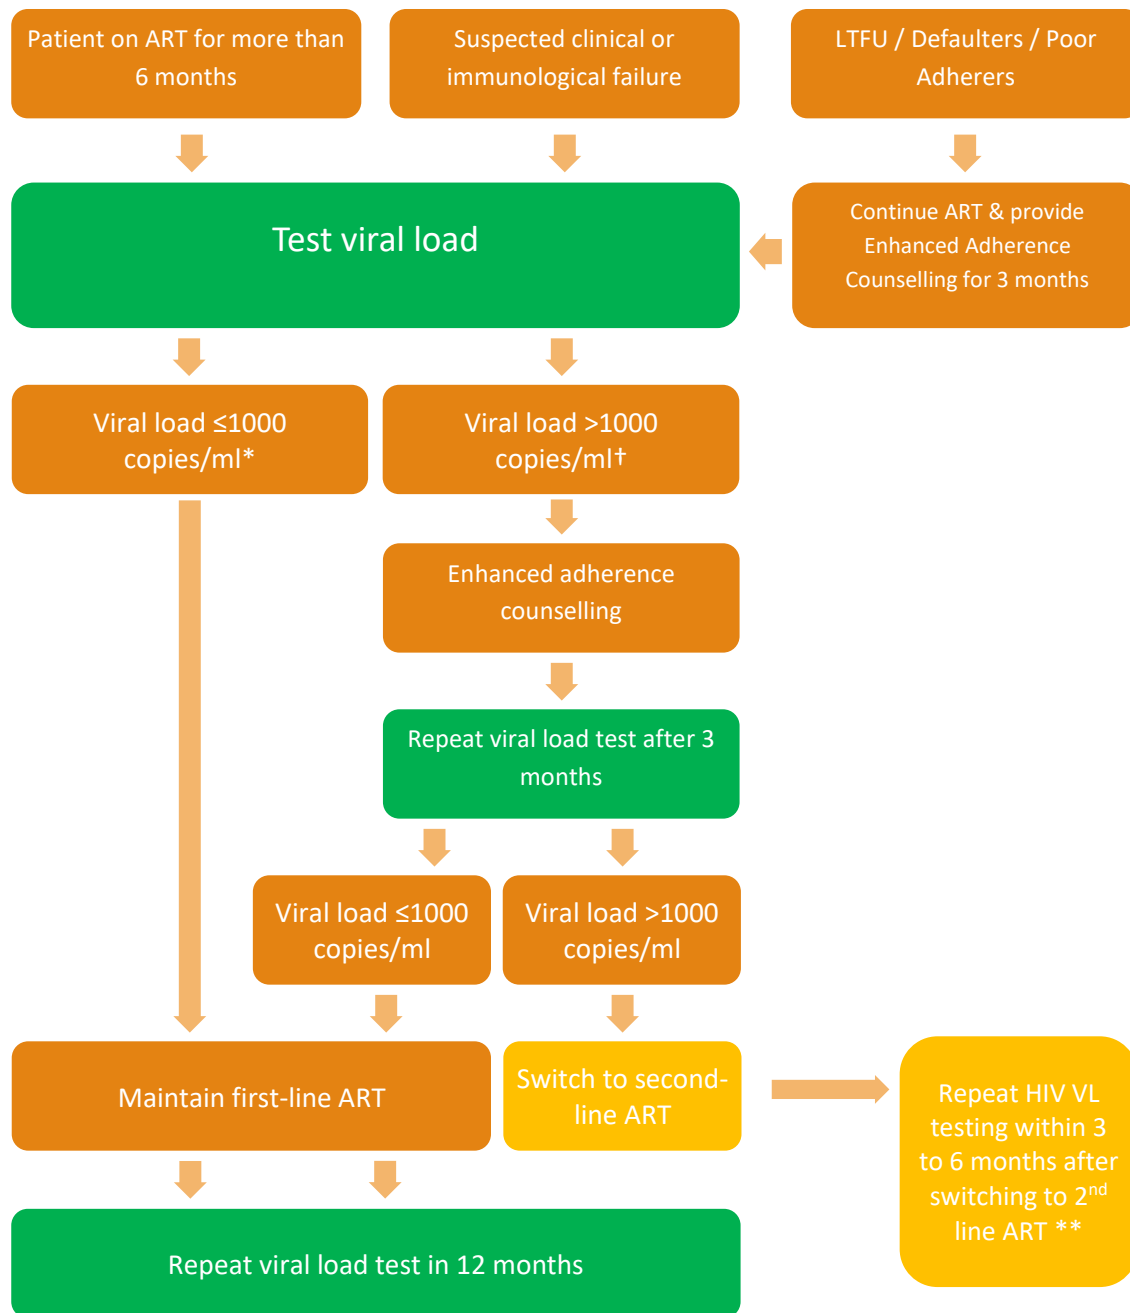 Patient on ART for more than
6 months
Suspected clinical or
immunological failure
LTFU / Defaulters / Poor
Adherers
Test viral load
Continue ART & provide
Enhanced Adherence
Counselling for 3 months
Viral load ≤1000
copies/ml*
Viral load >1000
copies/ml†
Enhanced adherence
counselling
Repeat viral load test after 3
months
Viral load ≤1000
copies/ml
Viral load >1000
copies/ml
Maintain first-line ART
Switch to second-
line ART
Repeat HIV VL
testing within 3
to 6 months after
switching to 2nd
line ART **
Repeat viral load test in 12 months